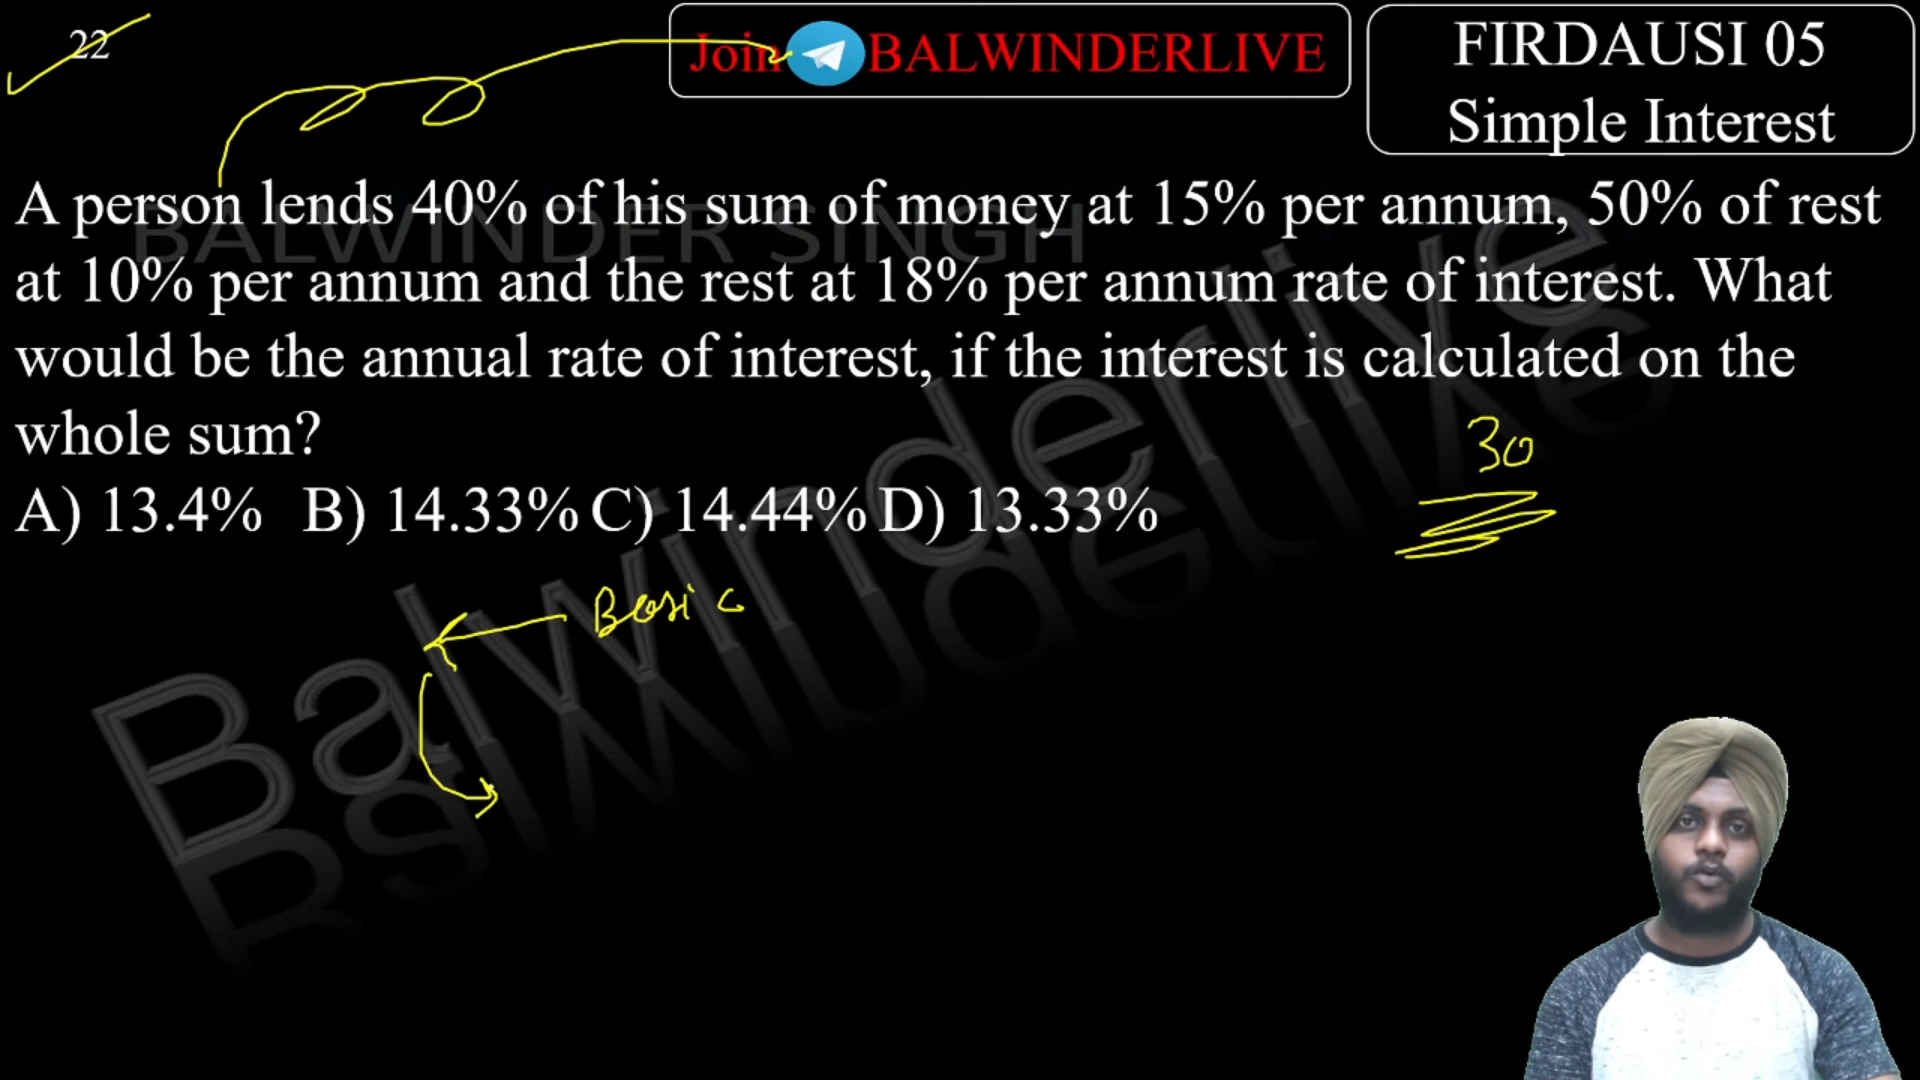 22
Join BALWINDERLIVE
FIRDAUSI 05
Simple Interest
A person lends 40% of his sum of money at 15% per annum, 50% of rest
BALWINDER SINGH
at 10% per annum and the rest at 18% per annum rate of interest. What
would be the annual rate of interest, if the interest is calculated on the
whole sum?
30
A) 13.4% B) 14.33% C) 14.44% D) 13.33%
Basic
Balwinderlive